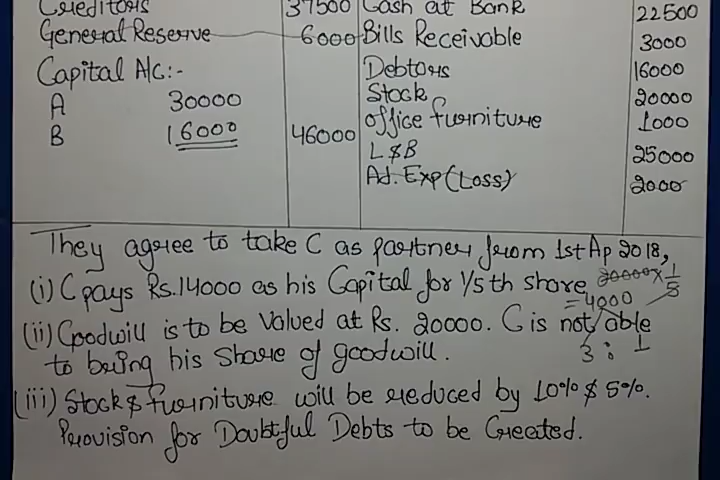 Creditors 37500 Cash at Bank 22500
General Reserve 6000 Bills Receivable 3000
Capital A/C:- Debtors 16000
A 30000 Stock 20000
B 16000 46000 Office Furniture 1000
L & B 25000
Ad. Exp (Loss) 2000
They agree to take C as partner from 1st Ap 2018,
(i) C pays Rs. 14000 as his Capital for 1/5th share 20000 x 1/5
= 4000
(ii) Goodwill is to be Valued at Rs. 20000. C is not able
to bring his share of goodwill. 3 : 1
(iii) Stock & furniture will be reduced by 10% & 5%.
Provision for Doubtful Debts to be Created.